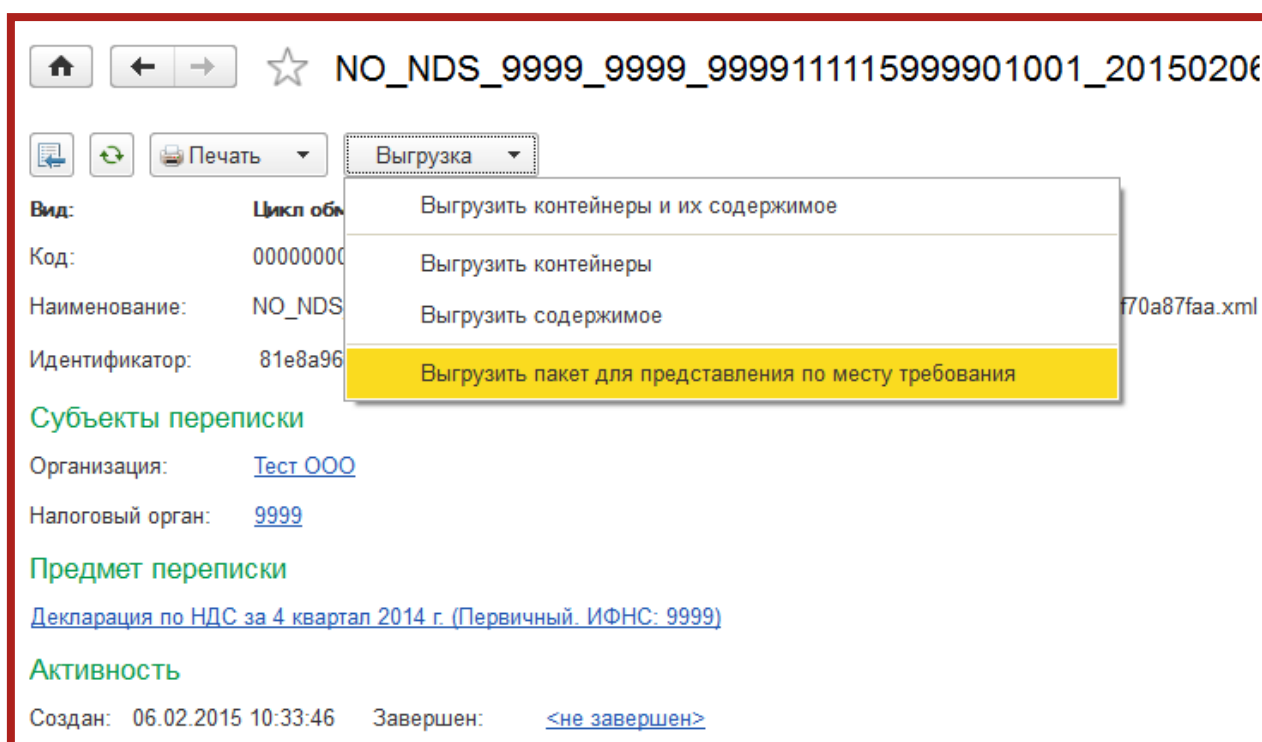 NO_NDS_9999_9999_9999111115999901001_20150206
Печать Выгрузка
Вид: Цикл обм
Выгрузить контейнеры и их содержимое
Код: 00000000
Выгрузить контейнеры
Наименование: NO_NDS f70a87faa.xml
Выгрузить содержимое
Идентификатор: 81e8a96
Выгрузить пакет для представления по месту требования
Субъекты переписки
Организация: Тест ООО
Налоговый орган: 9999
Предмет переписки
Декларация по НДС за 4 квартал 2014 г. (Первичный. ИФНС: 9999)
Активность
Создан: 06.02.2015 10:33:46 Завершен: <не завершен>